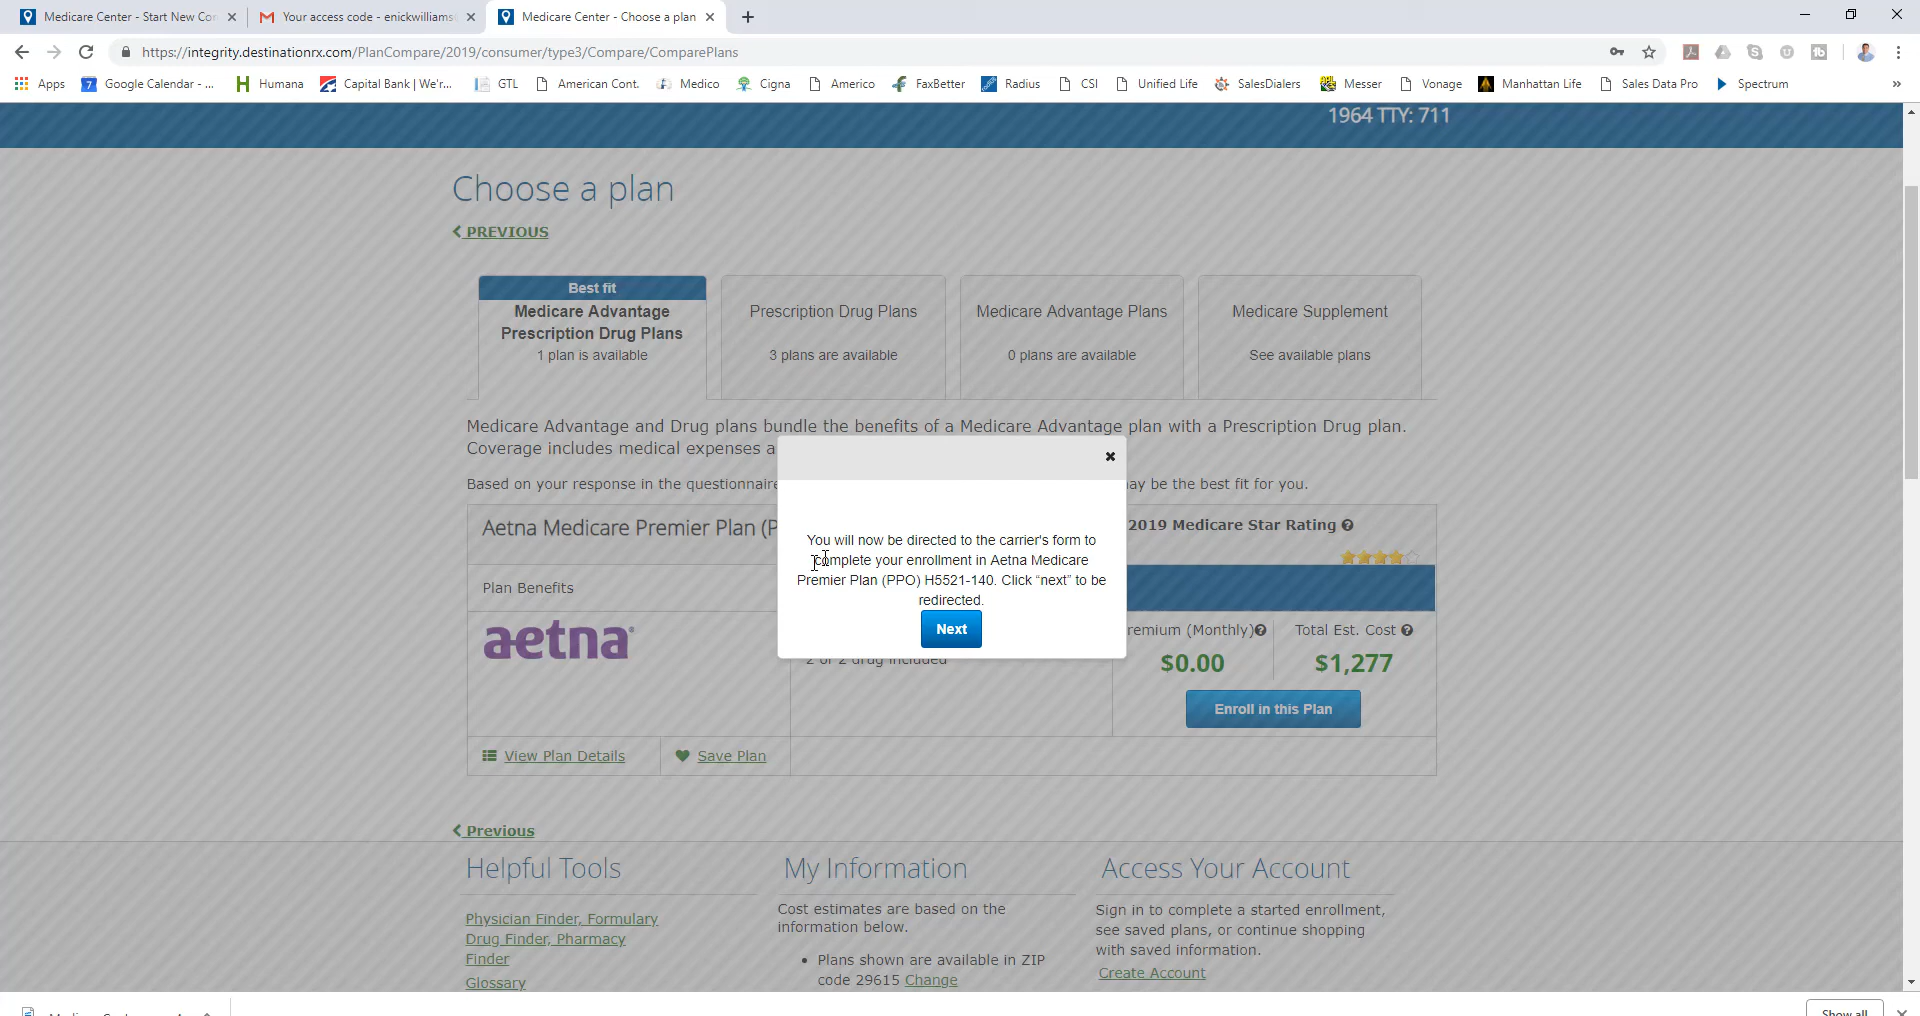 Medicare Center - Start New Co
Your access code - enickwilliams
Medicare Center - Choose a plan
https://integrity.destinationrx.com/PlanCompare/2019/consumer/type3/Compare/ComparePlans
Apps
7
Google Calendar - ...
Humana
Capital Bank | We'r...
GTL
American Cont.
Medico
Cigna
Americo
FaxBetter
Radius
CSI
Unified Life
SalesDialers
Messer
Vonage
Manhattan Life
Sales Data Pro
Spectrum
1964 TTY: 711
Choose a plan
PREVIOUS
Best fit
Medicare Advantage
Prescription Drug Plans
1 plan is available
Prescription Drug Plans
3 plans are available
Medicare Advantage Plans
0 plans are available
Medicare Supplement
See available plans
Medicare Advantage and Drug plans bundle the benefits of a Medicare Advantage plan with a Prescription Drug plan.
Coverage includes medical expenses a
Based on your response in the questionnaire
ay be the best fit for you.
Aetna Medicare Premier Plan (P
2019 Medicare Star Rating
Plan Benefits
aetna®
2 of 2 drug included
remium (Monthly)
$0.00
Total Est. Cost
$1,277
Enroll in this Plan
View Plan Details
Save Plan
You will now be directed to the carrier's form to
complete your enrollment in Aetna Medicare
Premier Plan (PPO) H5521-140. Click “next” to be
redirected.
Next
Previous
Helpful Tools
Physician Finder, Formulary
Drug Finder, Pharmacy
Finder
Glossary
My Information
Cost estimates are based on the
information below.
• Plans shown are available in ZIP
code 29615 Change
Access Your Account
Sign in to complete a started enrollment,
see saved plans, or continue shopping
with saved information.
Create Account
Show all